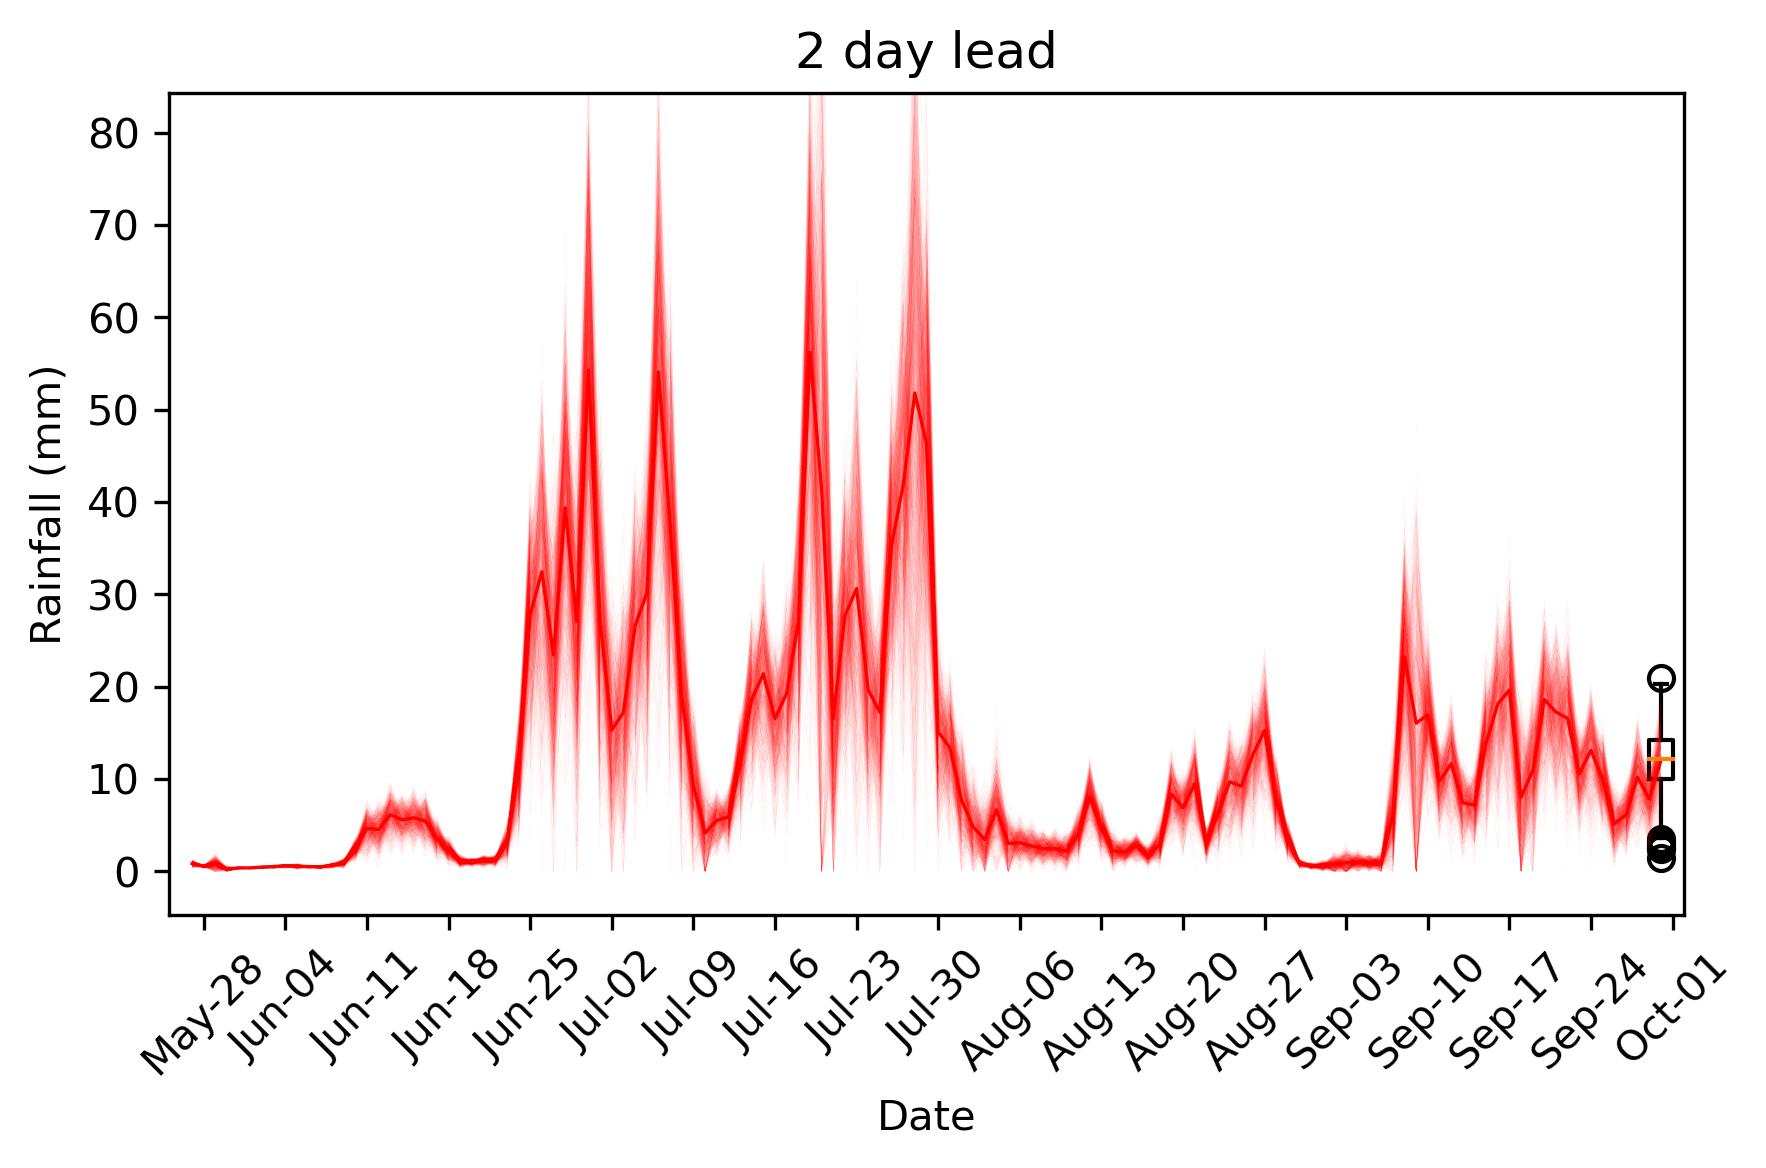 2 day lead
Rainfall (mm)
80
70
60
50
40
30
20
10
0
May-28
Jun-04
Jun-11
Jun-18
Jun-25
Jul-02
Jul-09
Jul-16
Jul-23
Jul-30
Aug-06
Aug-13
Aug-20
Aug-27
Sep-03
Sep-10
Sep-17
Sep-24
Oct-01
Date